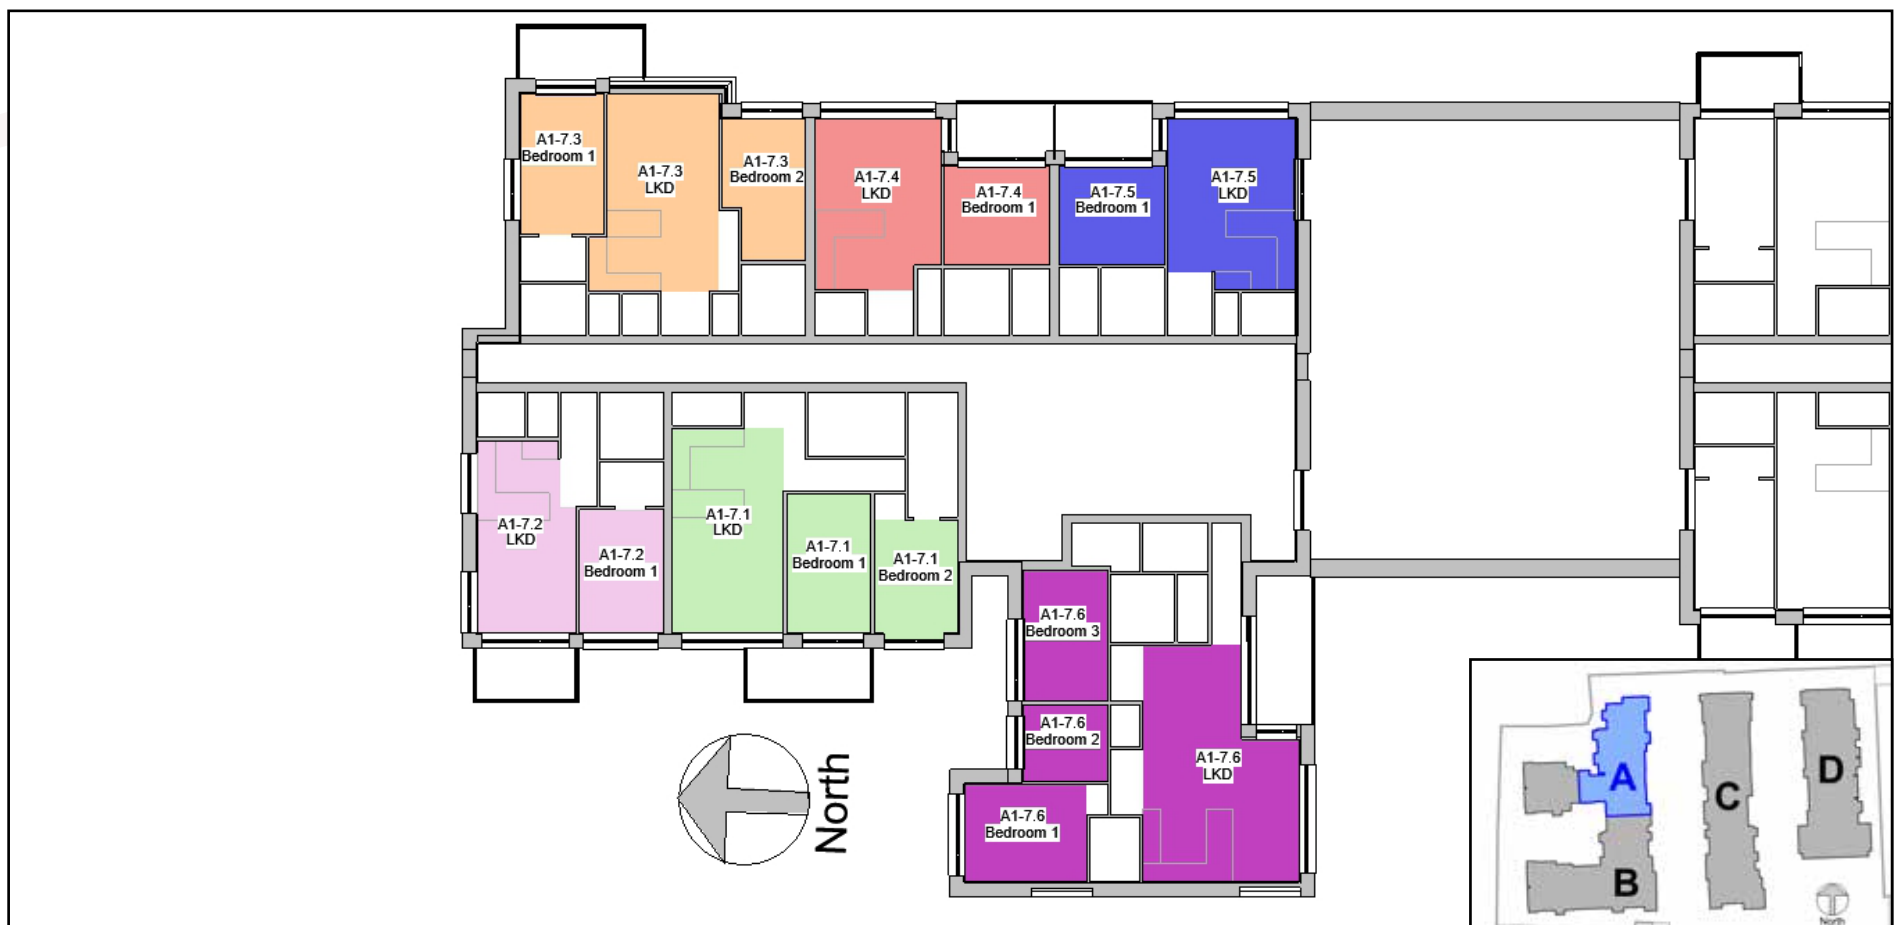 A1-7.3
Bedroom 1
A1-7.3
LKD
A1-7.3
Bedroom 2
A1-7.4
LKD
A1-7.4
Bedroom 1
A1-7.5
Bedroom 1
A1-7.5
LKD
A1-7.2
LKD
A1-7.2
Bedroom 1
A1-7.1
LKD
A1-7.1
Bedroom 1
A1-7.1
Bedroom 2
A1-7.6
Bedroom 3
A1-7.6
Bedroom 2
A1-7.6
LKD
A1-7.6
Bedroom 1
North
A
B
C
D
North